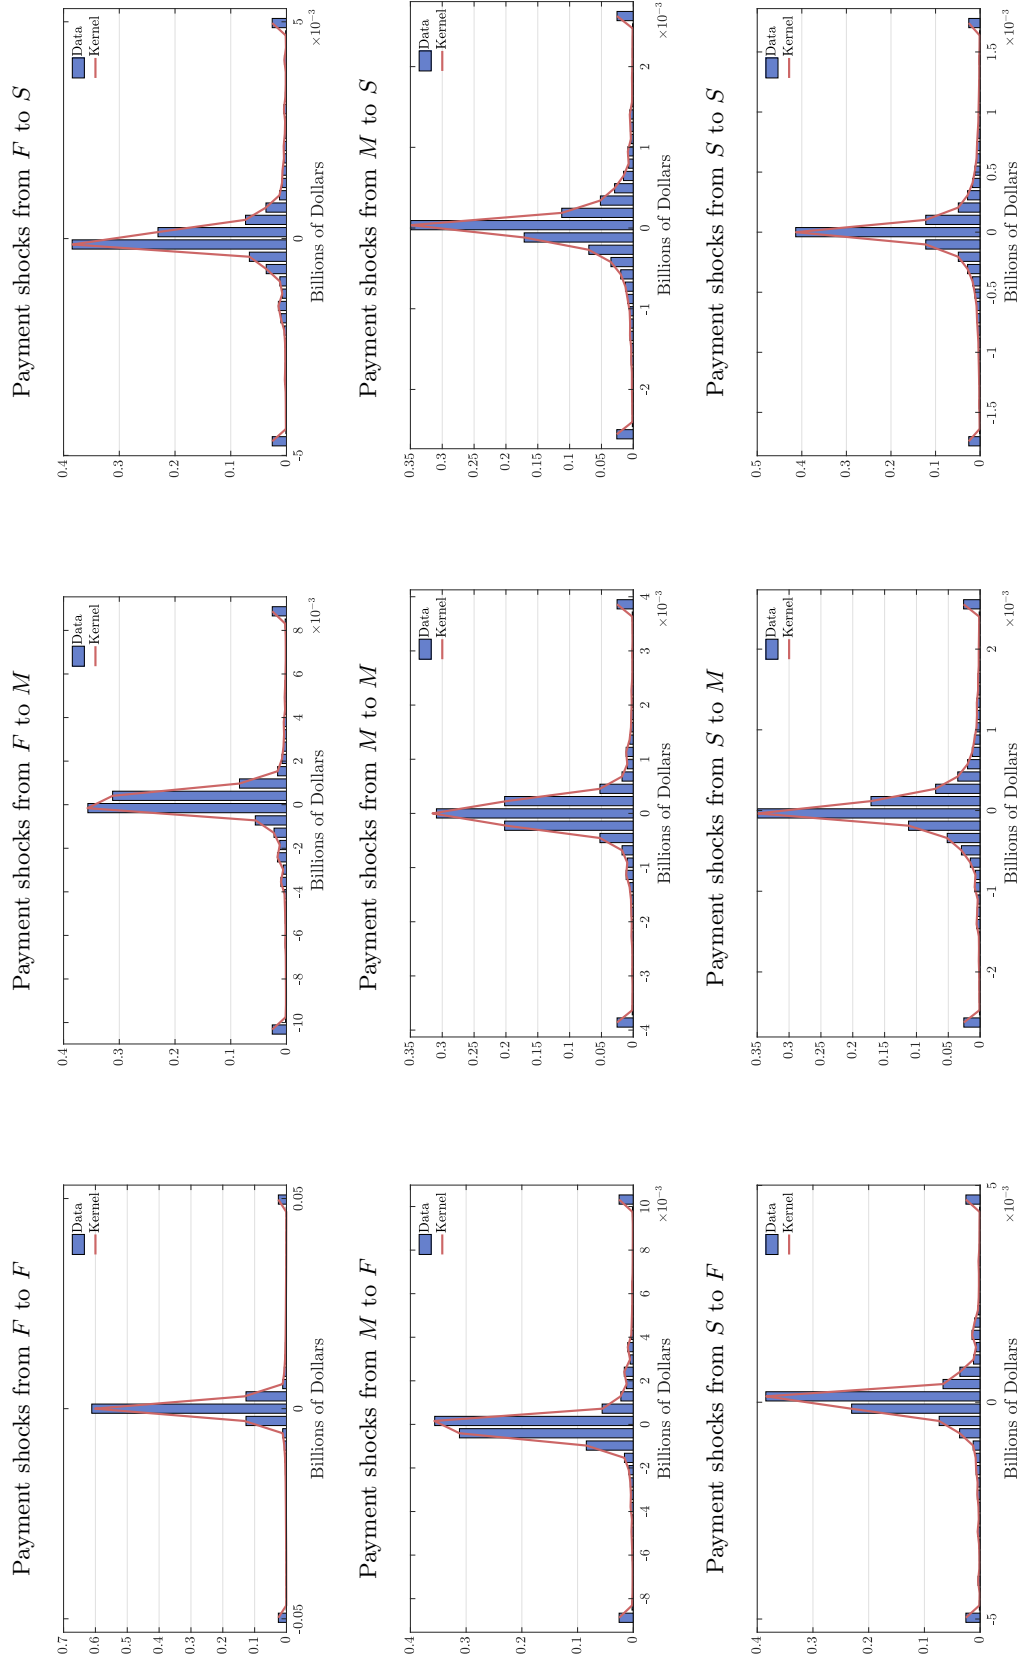 Payment shocks from F to F
0.7
0.6
0.5
0.4
0.3
0.2
0.1
0
Data
Kernel
-0.05 0 0.05
Billions of Dollars
Payment shocks from F to M
0.4
0.3
0.2
0.1
0
Data
Kernel
-10 -8 -6 -4 -2 0 2 4 6 8
Billions of Dollars
×10⁻³
Payment shocks from F to S
0.4
0.3
0.2
0.1
0
Data
Kernel
-5 0 5
Billions of Dollars
×10⁻³
Payment shocks from M to F
0.4
0.3
0.2
0.1
0
Data
Kernel
-8 -6 -4 -2 0 2 4 6 8 10
Billions of Dollars
×10⁻³
Payment shocks from M to M
0.35
0.3
0.25
0.2
0.15
0.1
0.05
0
Data
Kernel
-4 -3 -2 -1 0 1 2 3 4
Billions of Dollars
×10⁻³
Payment shocks from M to S
0.35
0.3
0.25
0.2
0.15
0.1
0.05
0
Data
Kernel
-2 -1 0 1 2
Billions of Dollars
×10⁻³
Payment shocks from S to F
0.4
0.3
0.2
0.1
0
Data
Kernel
-5 0 5
Billions of Dollars
×10⁻³
Payment shocks from S to M
0.35
0.3
0.25
0.2
0.15
0.1
0.05
0
Data
Kernel
-2 -1 0 1 2
Billions of Dollars
×10⁻³
Payment shocks from S to S
0.5
0.4
0.3
0.2
0.1
0
Data
Kernel
-1.5 -1 -0.5 0 0.5 1 1.5
Billions of Dollars
×10⁻³